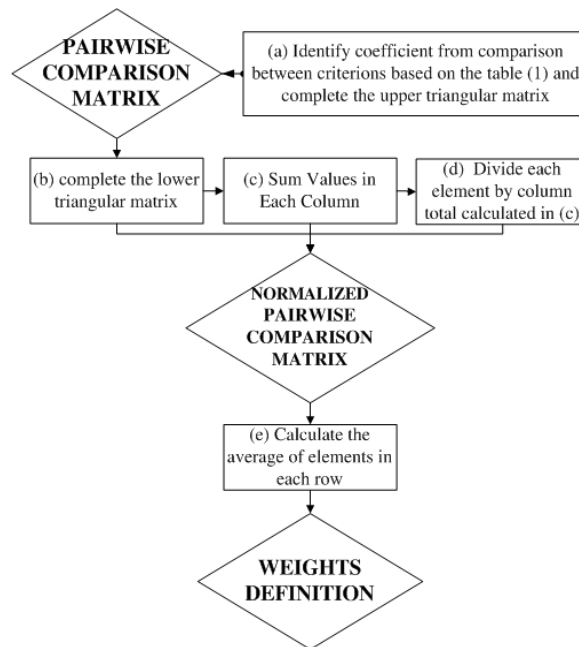 PAIRWISE
COMPARISON
MATRIX
(a) Identify coefficient from comparison
between criterions based on the table (1) and
complete the upper triangular matrix
(b) complete the lower
triangular matrix
(c) Sum Values in
Each Column
(d) Divide each
element by column
total calculated in (c)
NORMALIZED
PAIRWISE
COMPARISON
MATRIX
(e) Calculate the
average of elements in
each row
WEIGHTS
DEFINITION